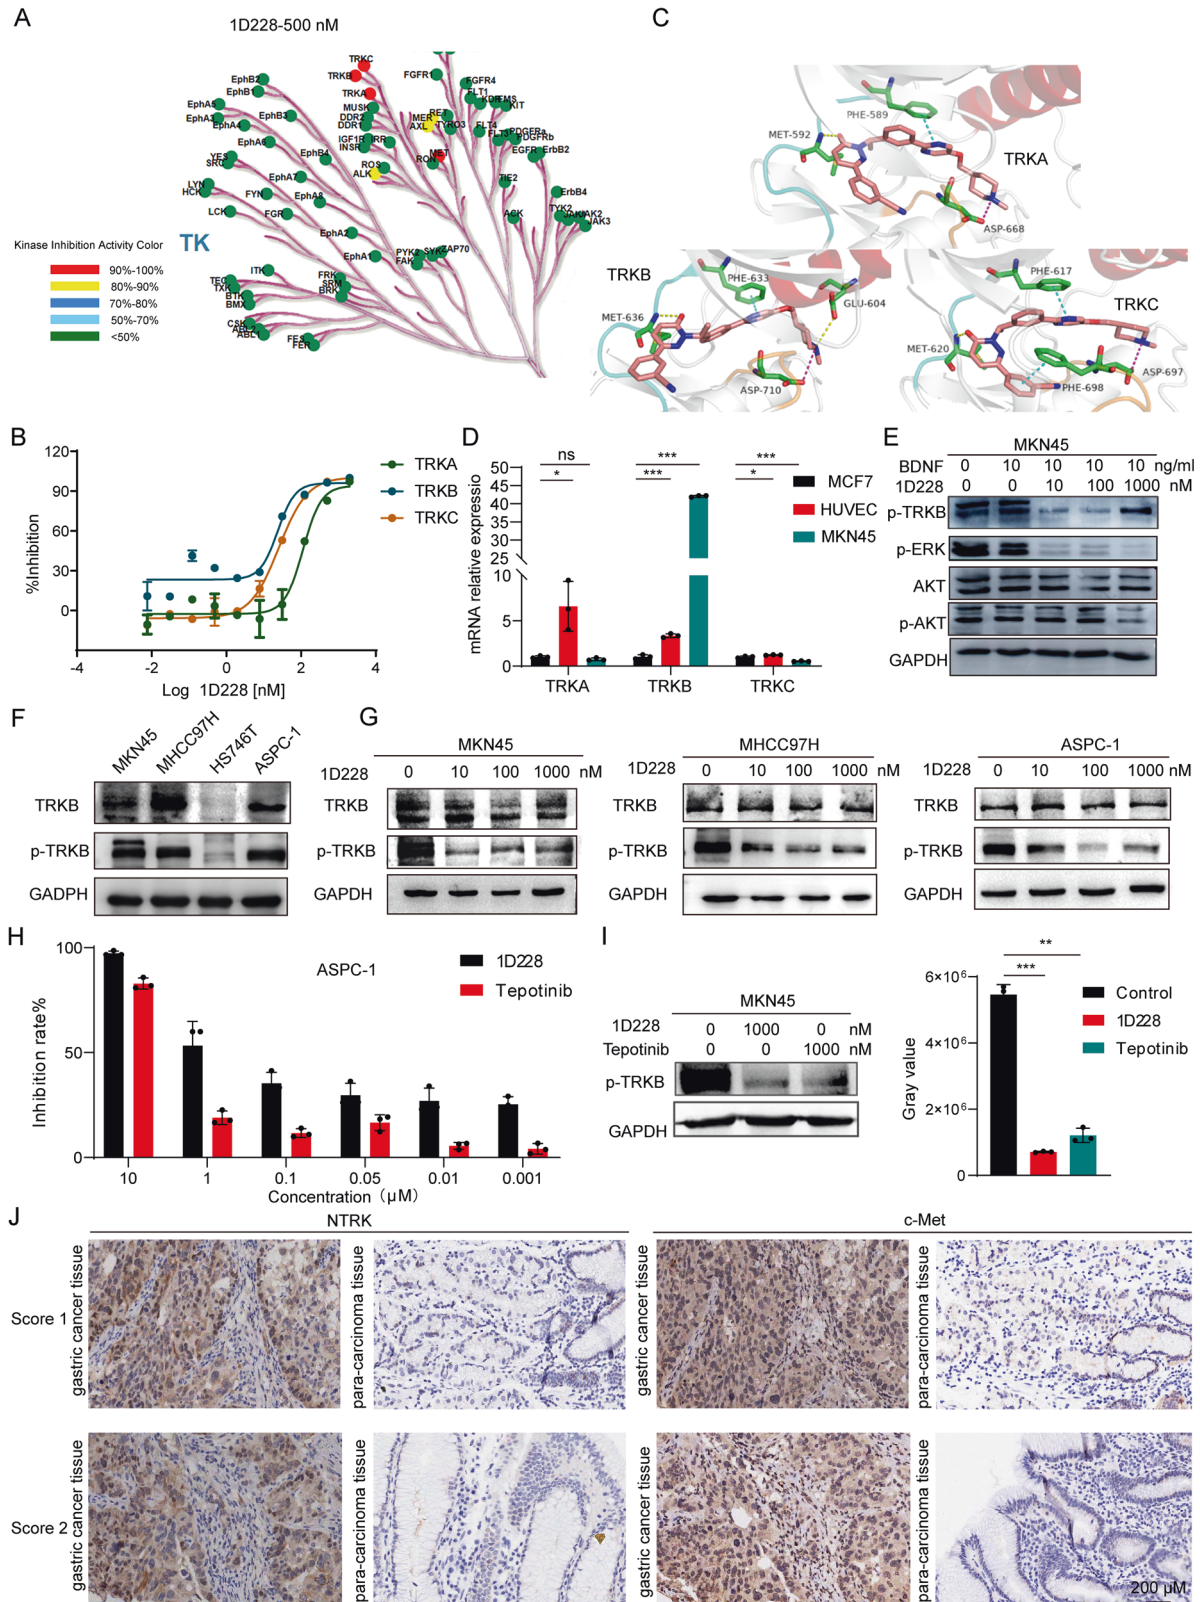 A
1D228-500 nM
TRKC
TRKB
TRKA
MUSK
DDR2
DDR1
IGF1R
IRR
INSR
ROS
ALK
MER
AXL
RET
TYRO3
MET
RON
FGFR1
FGFR4
FLT1
KDR
FMS
KIT
FLT4
FLT3
PDGFRa
PDGFRb
EGFR
ErbB2
TIE2
ErbB4
ACK
TYK2
JAK1
JAK2
JAK3
EphB2
EphB1
EphA5
EphA3
EphA4
EphB3
EphA6
EphB4
YES
SRC
EphA7
LYN
HCK
FYN
EphA8
LCK
FGR
EphA2
EphA1
PYK2
FAK
SYK
ZAP70
ITK
TEC
TXK
BTK
BMX
FRK
SRM
BRK
CSK
ABL2
ABL1
FES
FER
TK
Kinase Inhibition Activity Color
90%-100%
80%-90%
70%-80%
50%-70%
<50%
C
PHE-589
MET-592
TRKA
ASP-668
TRKB
PHE-633
GLU-604
MET-636
ASP-710
PHE-617
TRKC
MET-620
ASP-697
PHE-698
B
120
90
60
30
0
-4
-2
0
2
4
%Inhibition
Log 1D228 [nM]
TRKA
TRKB
TRKC
D
mRNA relative expressio
50
45
40
35
30
25
10
5
0
ns
*
***
***
***
*
MCF7
HUVEC
MKN45
TRKA
TRKB
TRKC
E
MKN45
BDNF 0 10 10 10 10 ng/ml
1D228 0 0 10 100 1000 nM
p-TRKB
p-ERK
AKT
p-AKT
GAPDH
F
MKN45
MHCC97H
HS746T
ASPC-1
TRKB
p-TRKB
GADPH
G
MKN45
1D228 0 10 100 1000 nM
TRKB
p-TRKB
GAPDH
MHCC97H
1D228 0 10 100 1000 nM
TRKB
p-TRKB
GAPDH
ASPC-1
1D228 0 10 100 1000 nM
TRKB
p-TRKB
GAPDH
H
ASPC-1
1D228
Tepotinib
Inhibition rate%
100
50
0
10
1
0.1
0.05
0.01
0.001
Concentration（μM）
I
MKN45
1D228 0 1000 0 nM
Tepotinib 0 0 1000 nM
p-TRKB
GAPDH
Gray value
6×10⁶
4×10⁶
2×10⁶
0
**
***
Control
1D228
Tepotinib
J
NTRK
c-Met
Score 1
gastric cancer tissue
para-carcinoma tissue
gastric cancer tissue
para-carcinoma tissue
Score 2
gastric cancer tissue
para-carcinoma tissue
gastric cancer tissue
para-carcinoma tissue
200 μM